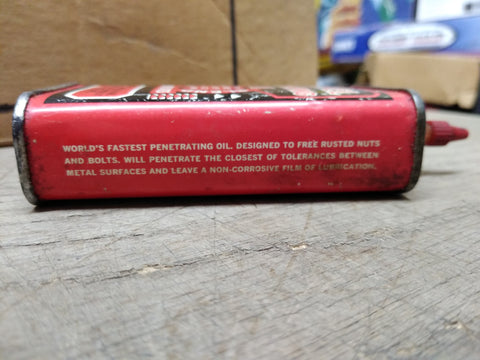 WORLD'S FASTEST PENETRATING OIL. DESIGNED TO FREE RUSTED NUTS
AND BOLTS. WILL PENETRATE THE CLOSEST OF TOLERANCES BETWEEN
METAL SURFACES AND LEAVE A NON-CORROSIVE FILM OF LUBRICATION.